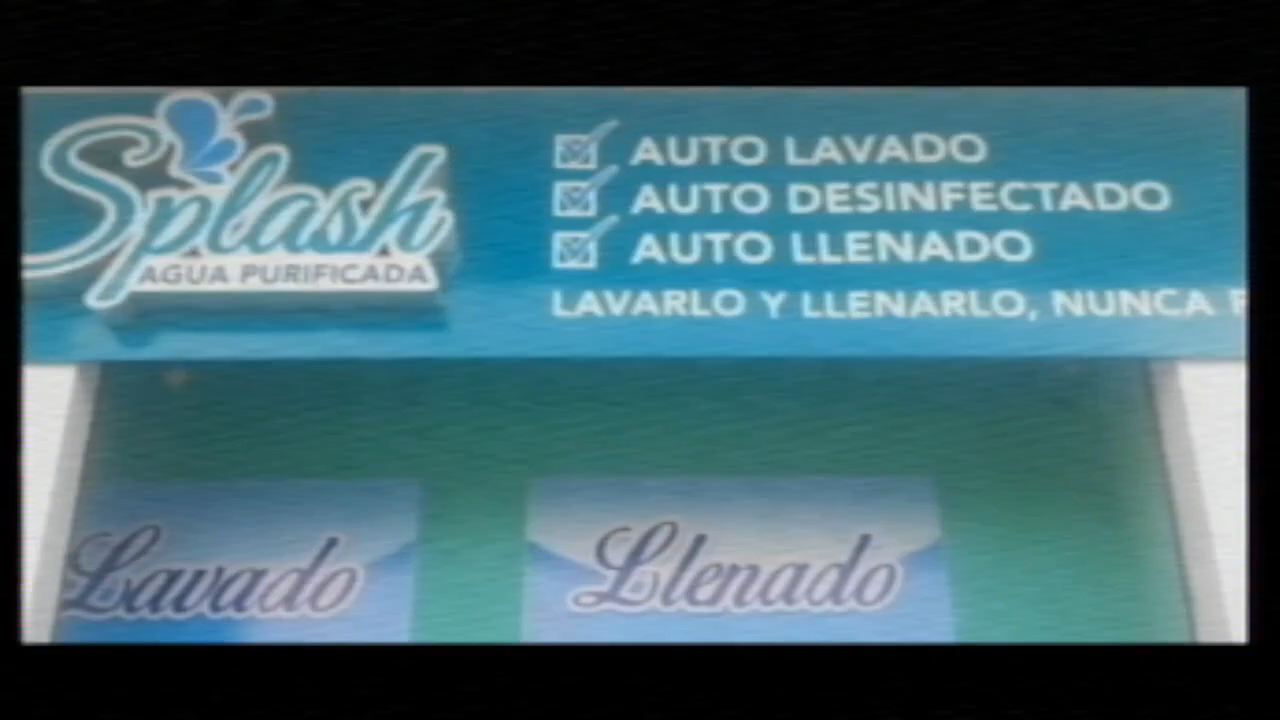 Splash
AGUA PURIFICADA
AUTO LAVADO
AUTO DESINFECTADO
AUTO LLENADO
LAVARLO Y LLENARLO, NUNCA
Lavado
Llenado